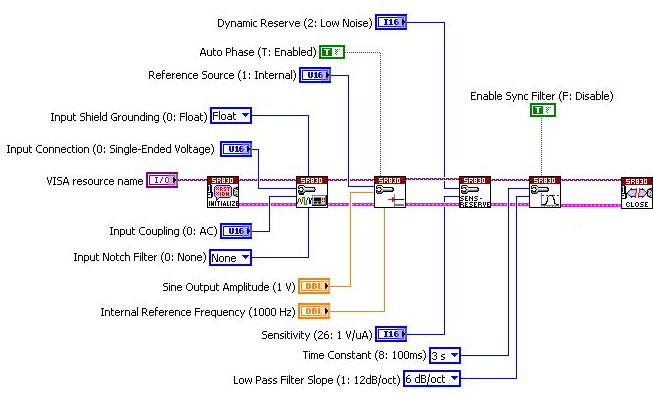 Dynamic Reserve (2: Low Noise) I16
Auto Phase (T: Enabled) T F
Reference Source (1: Internal) U16
Enable Sync Filter (F: Disable)
T F
Input Shield Grounding (0: Float) Float
Input Connection (0: Single-Ended Voltage) U16
VISA resource name I/O
SR830 SR830 SR830 SR830 SR830 SR830
INITIALIZE
SENS-
RESERVE
CLOSE
Input Coupling (0: AC) U16
Input Notch Filter (0: None) None
Sine Output Amplitude (1 V) DBL
Internal Reference Frequency (1000 Hz) DBL
Sensitivity (26: 1 V/uA) I16
Time Constant (8: 100ms) 3 s
Low Pass Filter Slope (1: 12dB/oct) 6 dB/oct